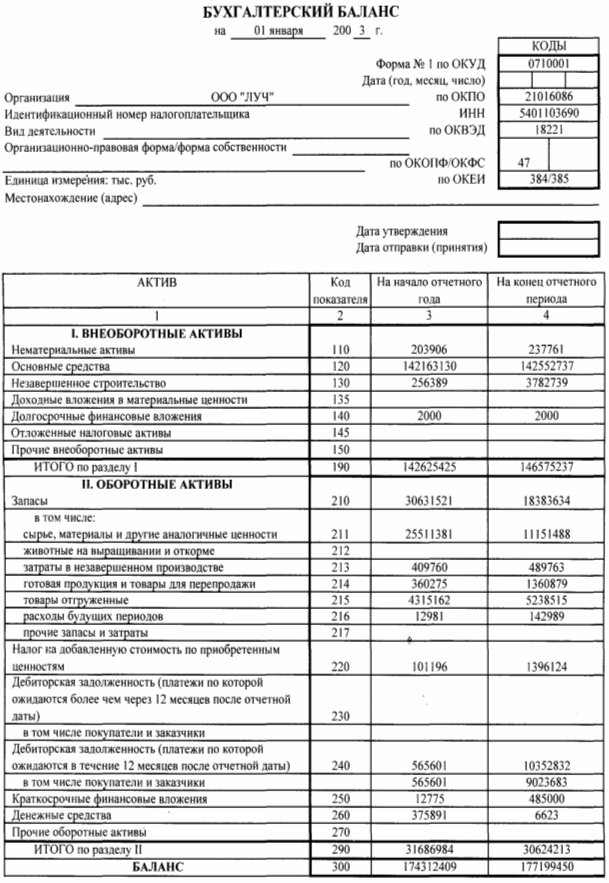 БУХГАЛТЕРСКИЙ БАЛАНС
на 01 января 200 3 г.
КОДЫ
Форма № 1 по ОКУД 0710001
Дата (год, месяц, число)
Организация ООО "ЛУЧ" по ОКПО 21016086
Идентификационный номер налогоплательщика ИНН 5401103690
Вид деятельности по ОКВЭД 18221
Организационно-правовая форма/форма собственности
по ОКОПФ/ОКФС 47
Единица измерения: тыс. руб. по ОКЕИ 384/385
Местонахождение (адрес)
Дата утверждения
Дата отправки (принятия)
АКТИВ Код На начало отчетного На конец отчетного
показателя года периода
1 2 3 4
I. ВНЕОБОРОТНЫЕ АКТИВЫ
Нематериальные активы 110 203906 237761
Основные средства 120 142163130 142552737
Незавершенное строительство 130 256389 3782739
Доходные вложения в материальные ценности 135
Долгосрочные финансовые вложения 140 2000 2000
Отложенные налоговые активы 145
Прочие внеоборотные активы 150
ИТОГО по разделу I 190 142625425 146575237
II. ОБОРОТНЫЕ АКТИВЫ
Запасы 210 30631521 18383634
в том числе:
сырье, материалы и другие аналогичные ценности 211 25511381 11151488
животные на выращивании и откорме 212
затраты в незавершенном производстве 213 409760 489763
готовая продукция и товары для перепродажи 214 360275 1360879
товары отгруженные 215 4315162 5238515
расходы будущих периодов 216 12981 142989
прочие запасы и затраты 217
Налог ка добавленную стоимость по приобретенным
ценностям 220 101196 1396124
Дебиторская задолженность (платежи по которой
ожидаются более чем через 12 месяцев после отчетной
даты) 230
в том числе покупатели и заказчики
Дебиторская задолженность (платежи по которой
ожидаются в течение 12 месяцев после отчетной даты) 240 565601 10352832
в том числе покупатели и заказчики 565601 9023683
Краткосрочные финансовые вложения 250 12775 485000
Денежные средства 260 375891 6623
Прочие оборотные активы 270
ИТОГО по разделу II 290 31686984 30624213
БАЛАНС 300 174312409 177199450